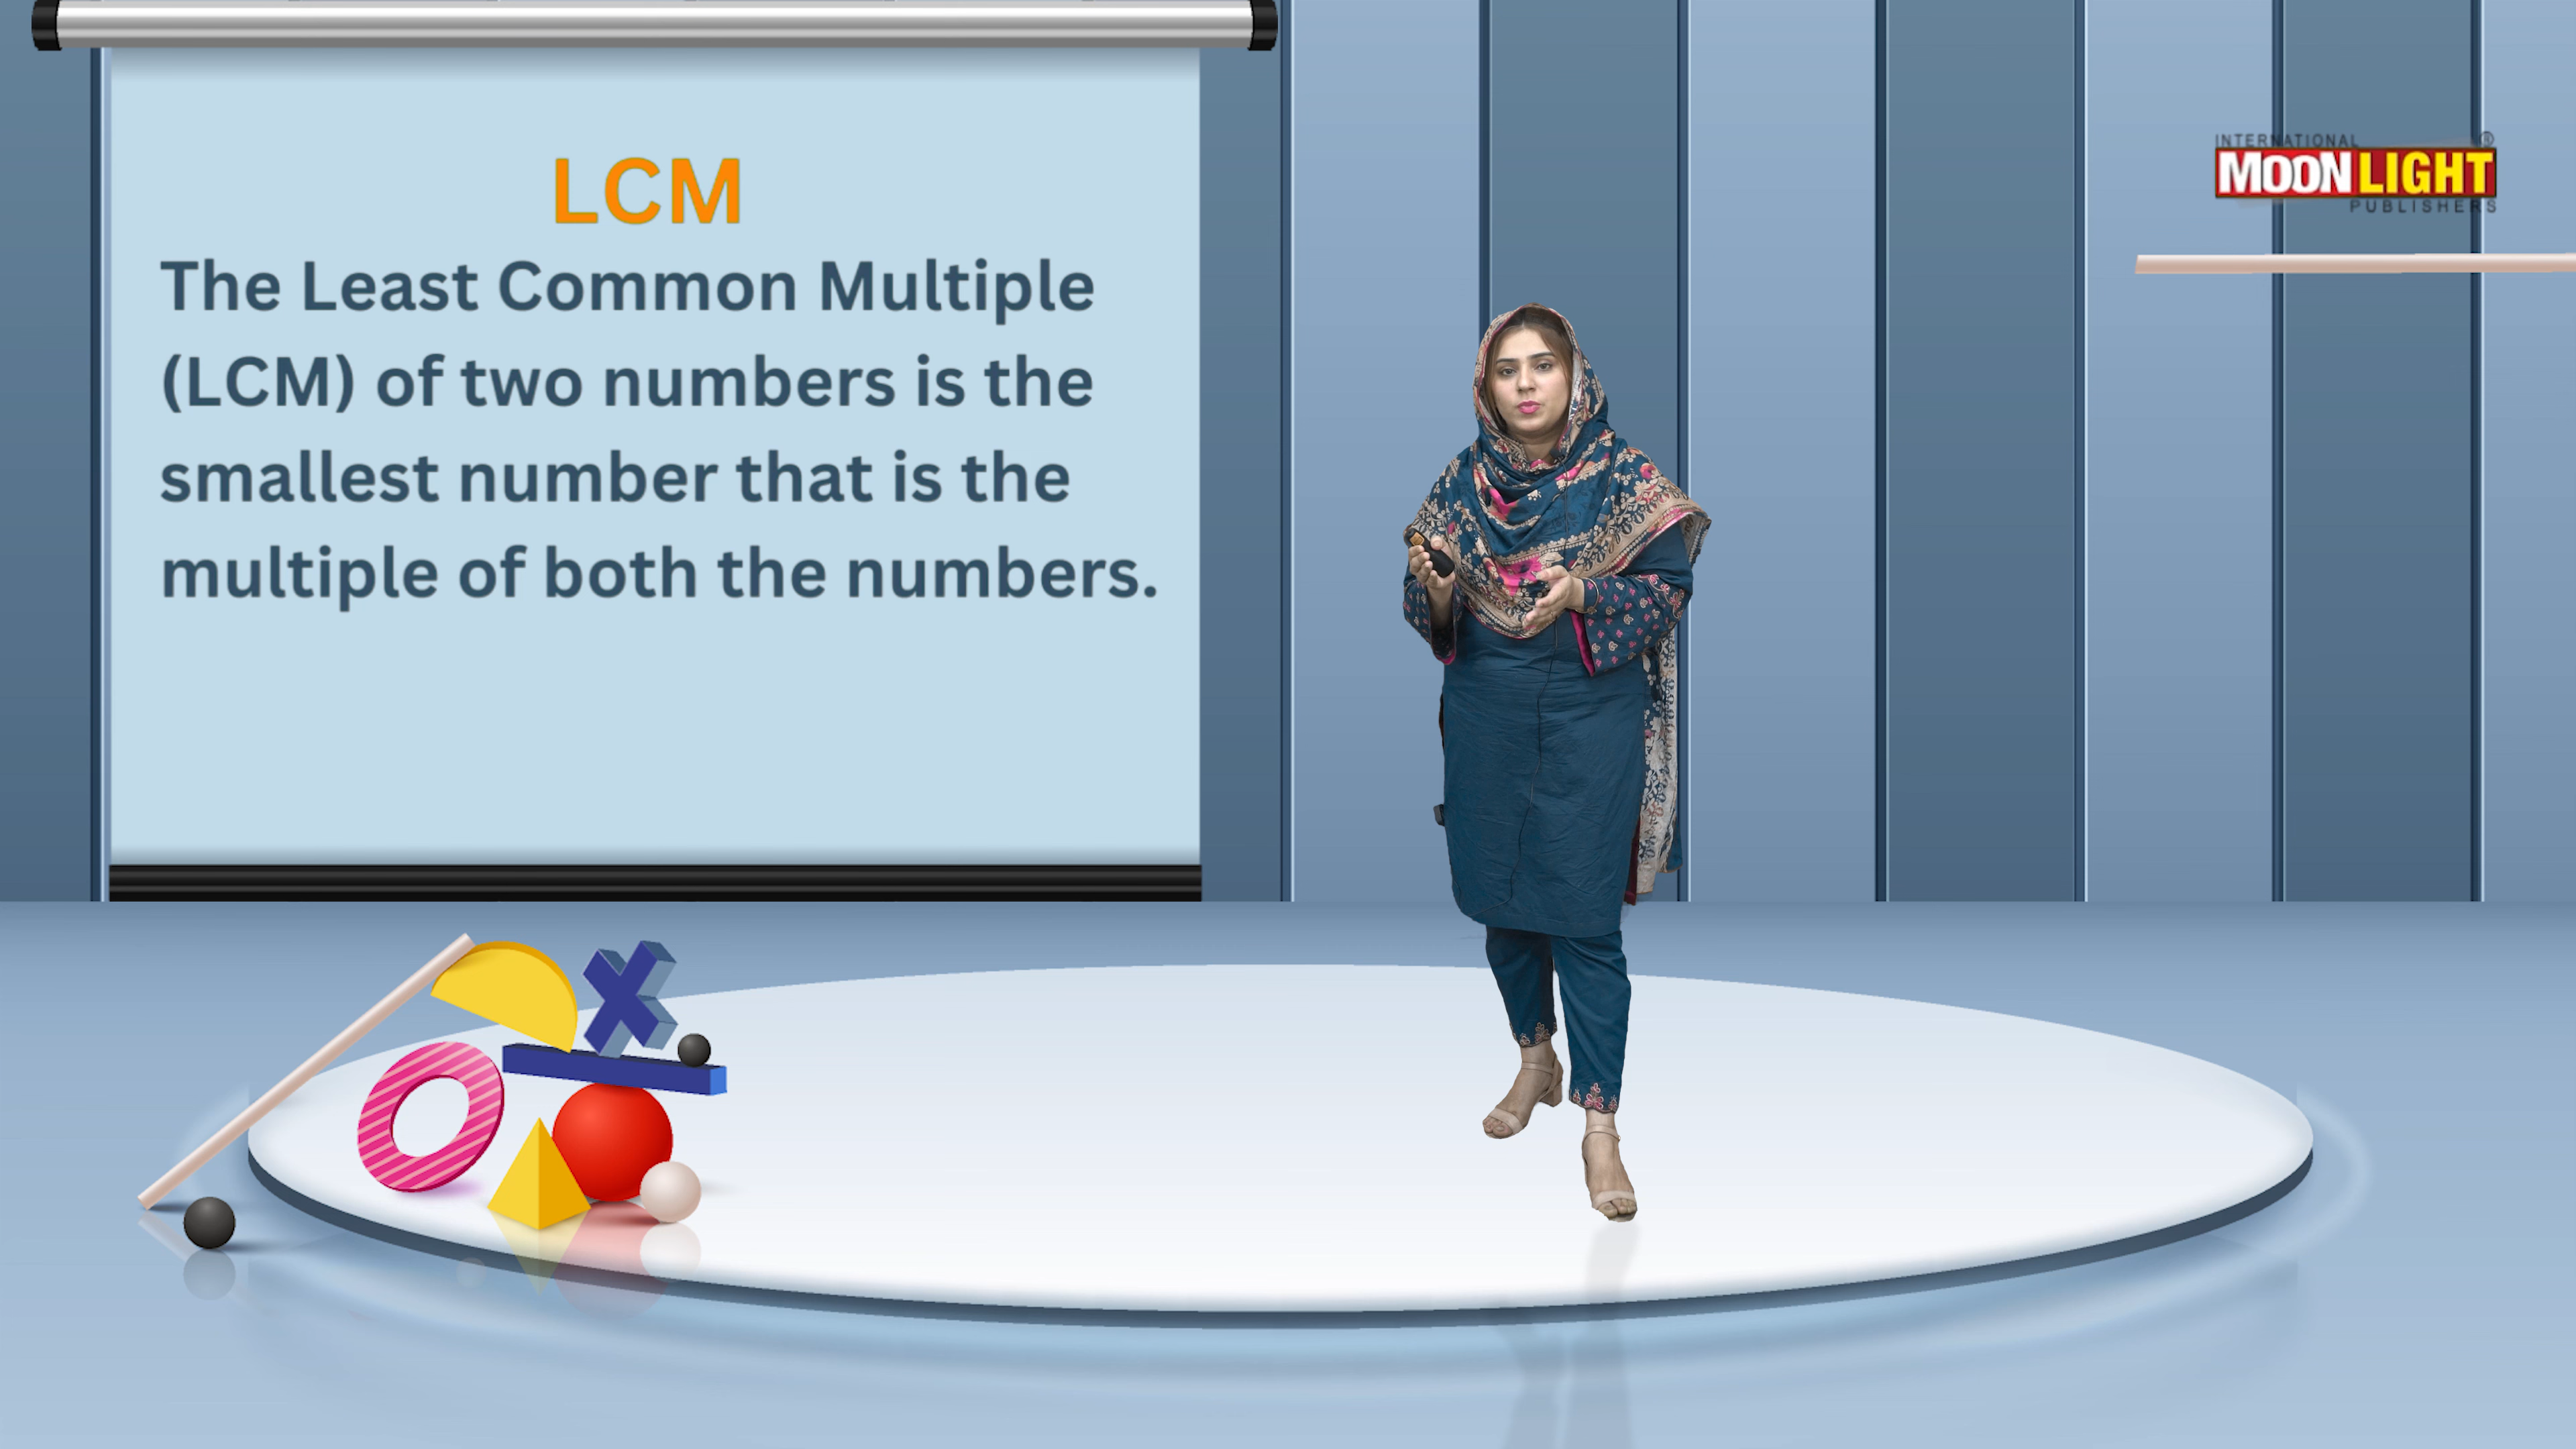 LCM
The Least Common Multiple
(LCM) of two numbers is the
smallest number that is the
multiple of both the numbers.
INTERNATIONAL ®
MOONLIGHT
PUBLISHERS